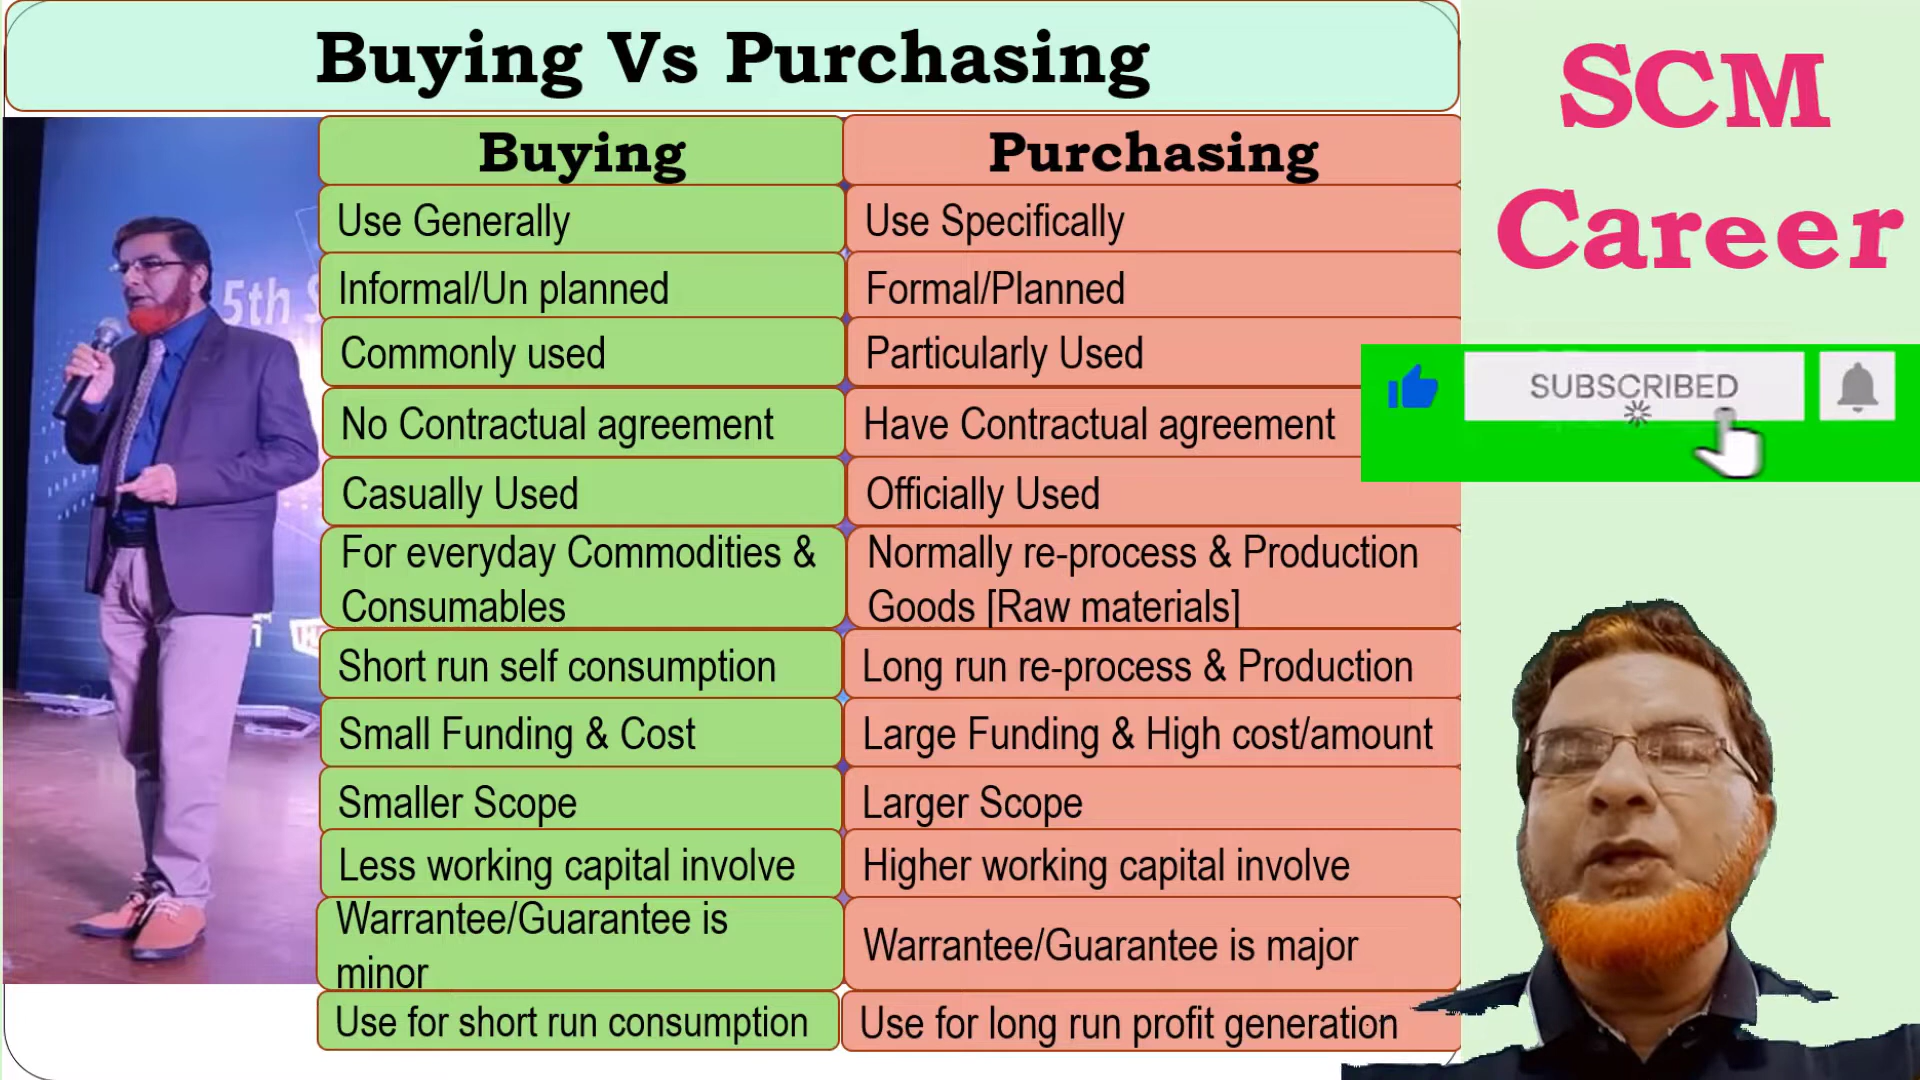 Buying Vs Purchasing
SCM
Career
Buying
Purchasing
Use Generally
Use Specifically
Informal/Un planned
Formal/Planned
Commonly used
Particularly Used
SUBSCRIBED
No Contractual agreement
Have Contractual agreement
Casually Used
Officially Used
For everyday Commodities &
Consumables
Normally re-process & Production
Goods [Raw materials]
Short run self consumption
Long run re-process & Production
Small Funding & Cost
Large Funding & High cost/amount
Smaller Scope
Larger Scope
Less working capital involve
Higher working capital involve
Warrantee/Guarantee is
minor
Warrantee/Guarantee is major
Use for short run consumption
Use for long run profit generation
5th